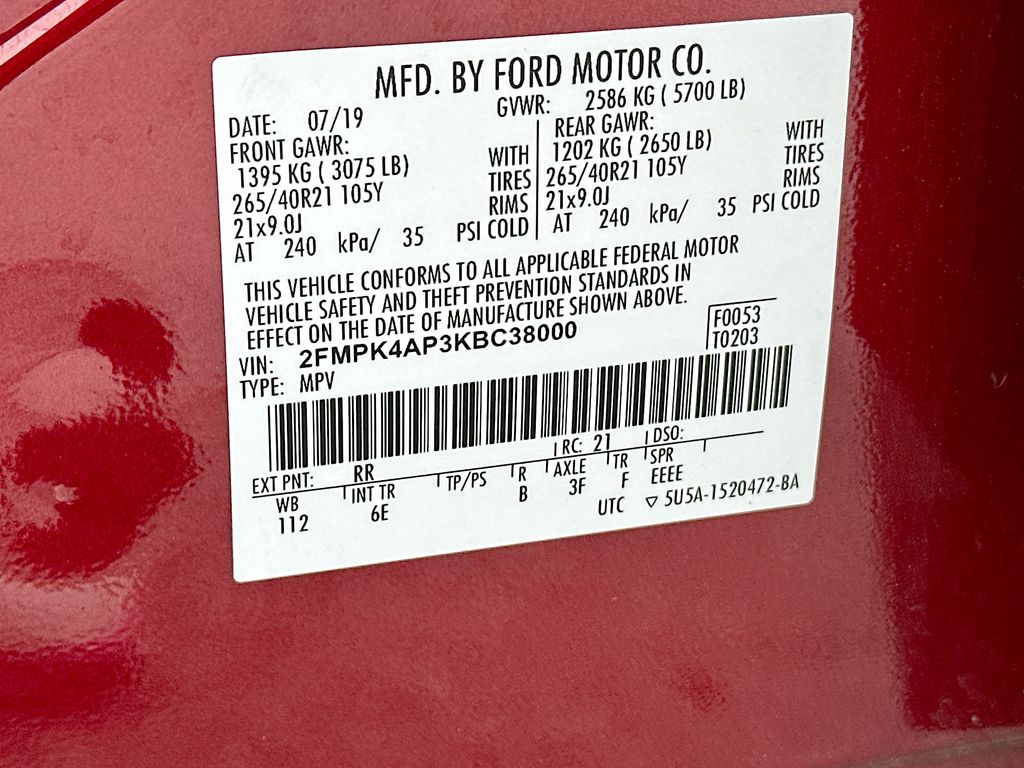 MFD. BY FORD MOTOR CO.
DATE: 07/19
GVWR: 2586 KG ( 5700 LB)
FRONT GAWR:
1395 KG ( 3075 LB) WITH
265/40R21 105Y TIRES
21x9.0J RIMS
AT 240 kPa/ 35 PSI COLD
REAR GAWR:
1202 KG ( 2650 LB) WITH
265/40R21 105Y TIRES
21x9.0J RIMS
AT 240 kPa/ 35 PSI COLD
THIS VEHICLE CONFORMS TO ALL APPLICABLE FEDERAL MOTOR
VEHICLE SAFETY AND THEFT PREVENTION STANDARDS IN
EFFECT ON THE DATE OF MANUFACTURE SHOWN ABOVE.
VIN: 2FMPK4AP3KBC38000
F0053
TYPE: MPV
T0203
EXT PNT: RR RC: 21 DSO:
WB INT TR TP/PS R AXLE TR SPR
112 6E B 3F F EEEE
UTC ▽ 5U5A-1520472-BA